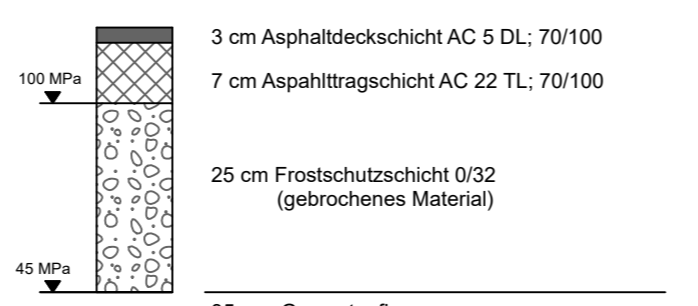 3 cm Asphaltdeckschicht AC 5 DL; 70/100
100 MPa
7 cm Aspahlttragschicht AC 22 TL; 70/100
25 cm Frostschutzschicht 0/32
(gebrochenes Material)
45 MPa